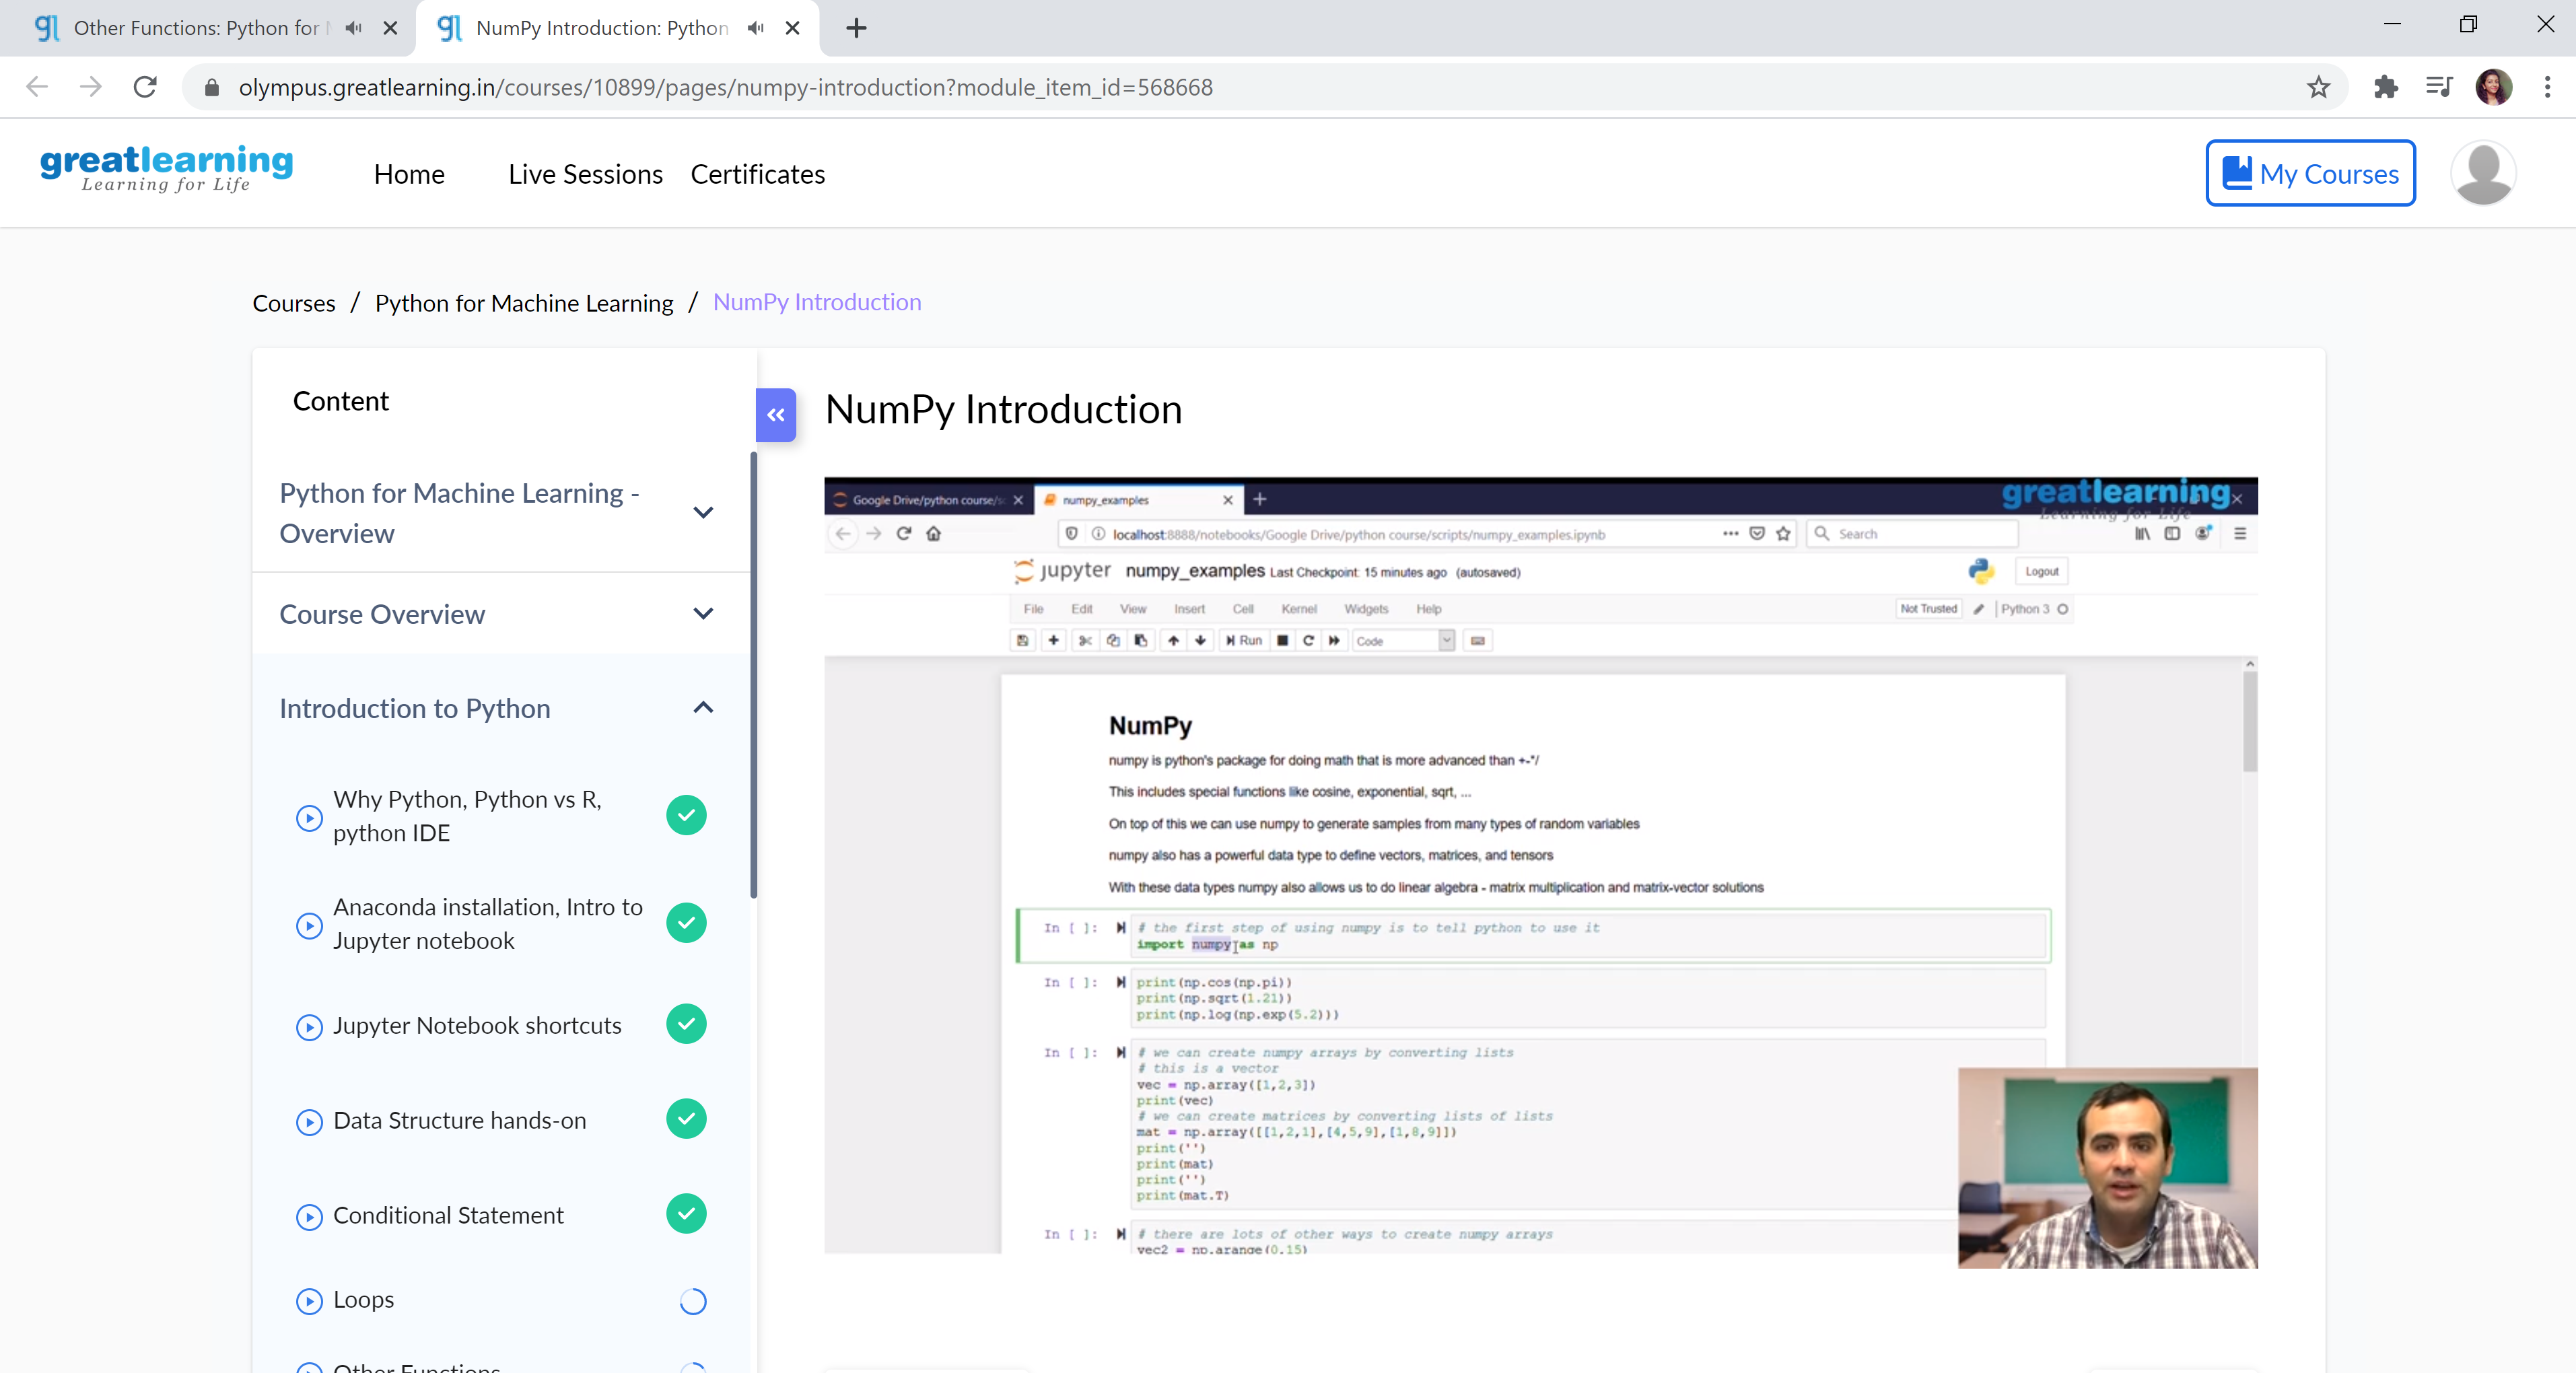 Other Functions: Python for
NumPy Introduction: Python
olympus.greatlearning.in/courses/10899/pages/numpy-introduction?module_item_id=568668
greatlearning
Learning for Life
Home Live Sessions Certificates
My Courses
Courses / Python for Machine Learning / NumPy Introduction
Content
Python for Machine Learning -
Overview
Course Overview
Introduction to Python
Why Python, Python vs R,
python IDE
Anaconda installation, Intro to
Jupyter notebook
Jupyter Notebook shortcuts
Data Structure hands-on
Conditional Statement
Loops
Other Functions
NumPy Introduction
Google Drive/python course/
numpy_examples
greatlearning
Learning for Life
localhost:8888/notebooks/Google Drive/python course/scripts/numpy_examples.ipynb
Search
jupyter numpy_examples Last Checkpoint: 15 minutes ago (autosaved)
Logout
File Edit View Insert Cell Kernel Widgets Help
Not Trusted Python 3
Run Code
NumPy
numpy is python's package for doing math that is more advanced than +-*/
This includes special functions like cosine, exponential, sqrt, ...
On top of this we can use numpy to generate samples from many types of random variables
numpy also has a powerful data type to define vectors, matrices, and tensors
With these data types numpy also allows us to do linear algebra - matrix multiplication and matrix-vector solutions
In [ ]: # the first step of using numpy is to tell python to use it
import numpy as np
In [ ]: print(np.cos(np.pi))
print(np.sqrt(1.21))
print(np.log(np.exp(5.2)))
In [ ]: # we can create numpy arrays by converting lists
# this is a vector
vec = np.array([1,2,3])
print(vec)
# we can create matrices by converting lists of lists
mat = np.array([[1,2,1],[4,5,9],[1,8,9]])
print('')
print(mat)
print('')
print(mat.T)
In [ ]: # there are lots of other ways to create numpy arrays
vec2 = np.arange(0,15)